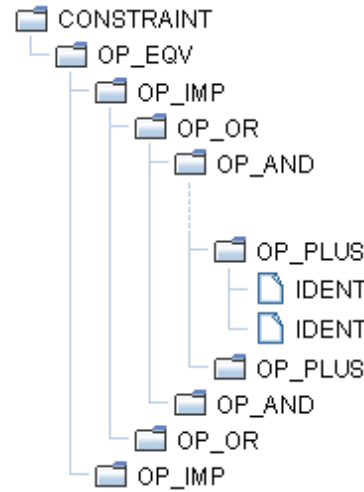 CONSTRAINT
OP_EQV
OP_IMP
OP_OR
OP_AND
OP_PLUS
IDENT
IDENT
OP_PLUS
OP_AND
OP_OR
OP_IMP